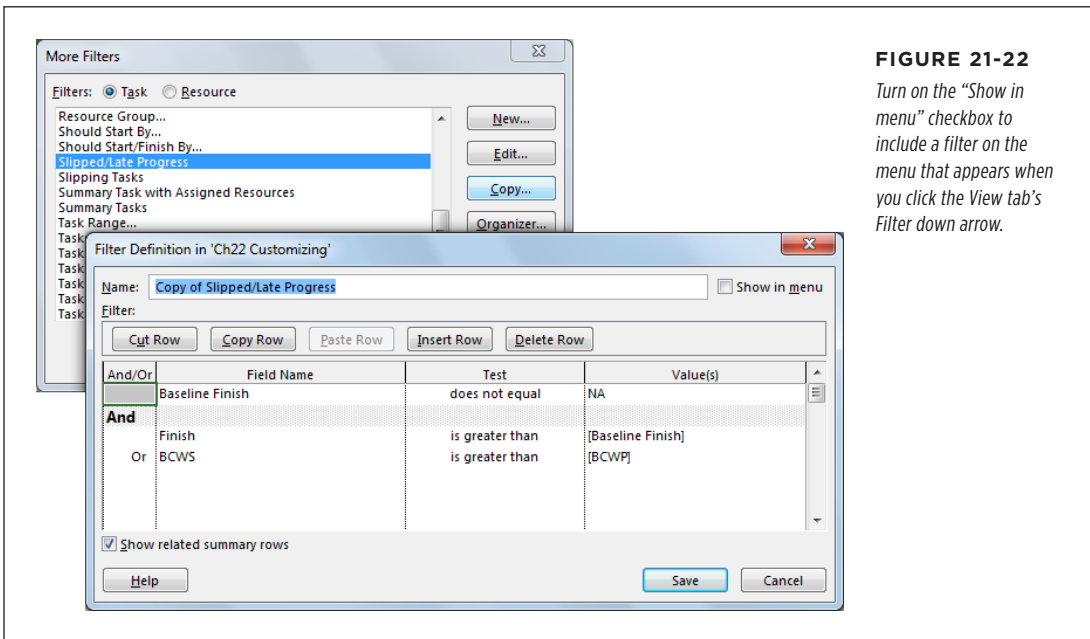 More Filters
Filters: Task Resource
Resource Group...
Should Start By...
Should Start/Finish By...
Slipped/Late Progress
Slipping Tasks
Summary Task with Assigned Resources
Summary Tasks
Task Range...
Task
Task
Task
Task
Task
Task
New...
Edit...
Copy...
Organizer...
Filter Definition in 'Ch22 Customizing'
Name: Copy of Slipped/Late Progress Show in menu
Filter:
Cut Row Copy Row Paste Row Insert Row Delete Row
And/Or Field Name Test Value(s)
Baseline Finish does not equal NA
And
Finish is greater than [Baseline Finish]
Or BCWS is greater than [BCWP]
Show related summary rows
Help Save Cancel
FIGURE 21-22
Turn on the “Show in
menu” checkbox to
include a filter on the
menu that appears when
you click the View tab’s
Filter down arrow.